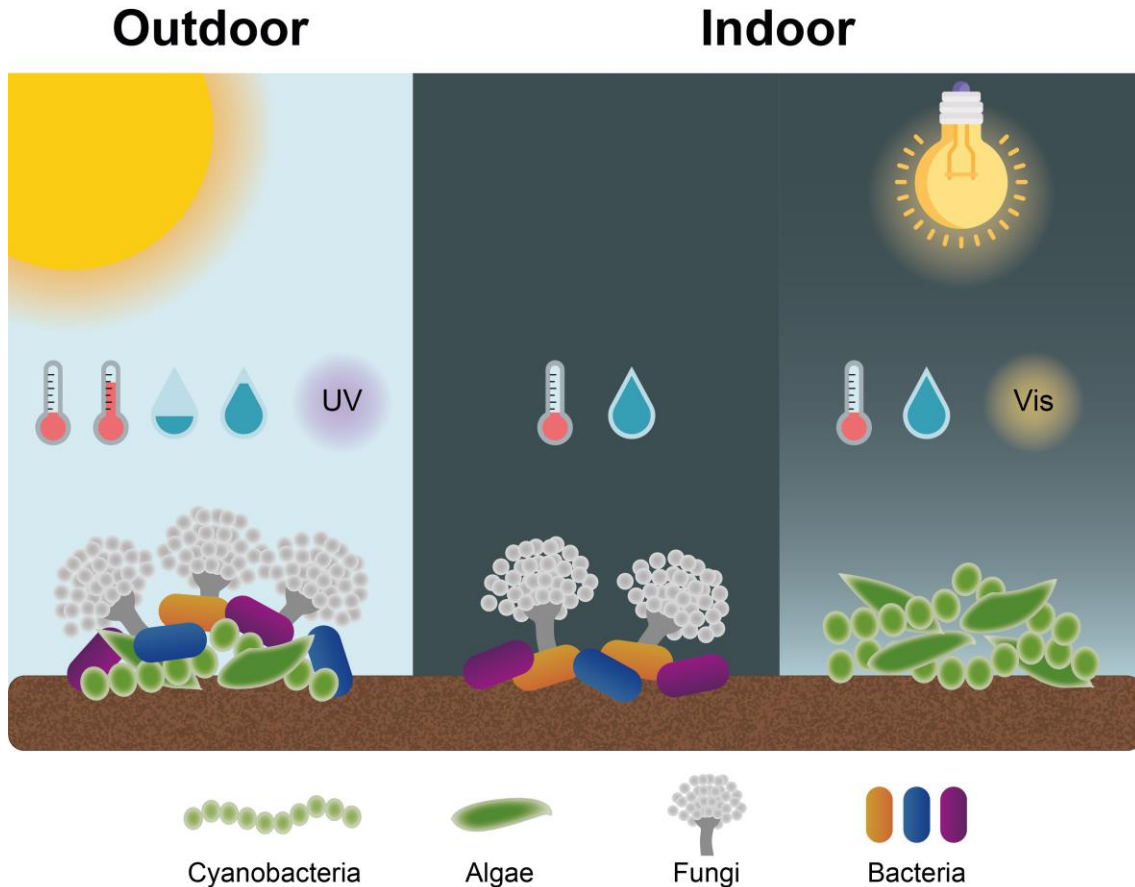 Outdoor
Indoor
UV
Vis
Cyanobacteria
Algae
Fungi
Bacteria